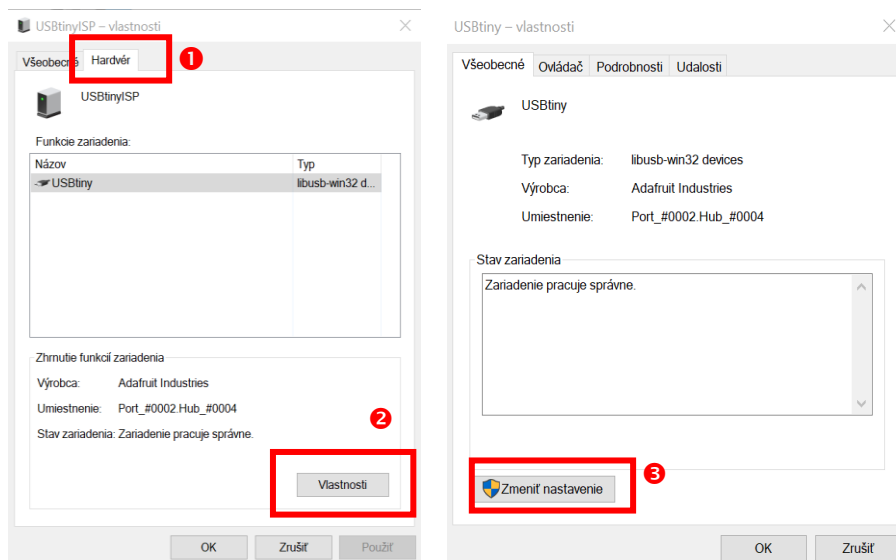 USBtinyISP – vlastnosti
Všeobecné Hardvér
1
USBtinyISP
Funkcie zariadenia:
Názov Typ
USBtiny libusb-win32 d...
Zhrnutie funkcií zariadenia
Výrobca: Adafruit Industries
Umiestnenie: Port_#0002.Hub_#0004
2
Stav zariadenia: Zariadenie pracuje správne.
Vlastnosti
OK Zrušiť Použiť
USBtiny – vlastnosti
Všeobecné Ovládač Podrobnosti Udalosti
USBtiny
Typ zariadenia: libusb-win32 devices
Výrobca: Adafruit Industries
Umiestnenie: Port_#0002.Hub_#0004
Stav zariadenia
Zariadenie pracuje správne.
3
Zmeniť nastavenie
OK Zrušiť